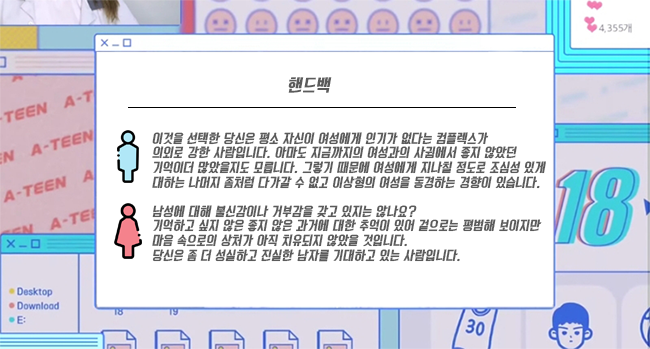 4,355개
A-TEEN
A-TEEN
A-TEEN
A-TEEN
핸드백
이것을 선택한 당신은 평소 자신이 여성에게 인기가 없다는 컴플렉스가
의외로 강한 사람입니다. 아마도 지금까지의 여성과의 사귐에서 좋지 않았던
기억이더 많았을지도 모릅니다. 그렇기 때문에 여성에게 지나칠 정도로 조심성 있게
대하는 나머지 좀처럼 다가갈 수 없고 이상형의 여성을 동경하는 경향이 있습니다.
남성에 대해 불신감이나 거부감을 갖고 있지는 않나요?
기억하고 싶지 않은 좋지 않은 과거에 대한 추억이 있어 겉으로는 평범해 보이지만
마음 속으로의 상처가 아직 치유되지 않았을 것입니다.
당신은 좀 더 성실하고 진실한 남자를 기대하고 있는 사람입니다.
18
Desktop
Download
E:
18
19
30